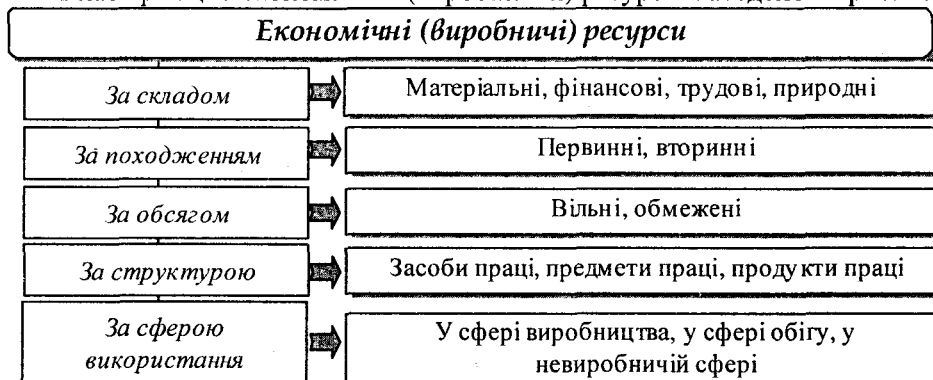 Економічні (виробничі) ресурси
За складом
Матеріальні, фінансові, трудові, природні
За походженням
Первинні, вторинні
За обсягом
Вільні, обмежені
За структурою
Засоби праці, предмети праці, продукти праці
За сферою
використання
У сфері виробництва, у сфері обігу, у
невиробничій сфері